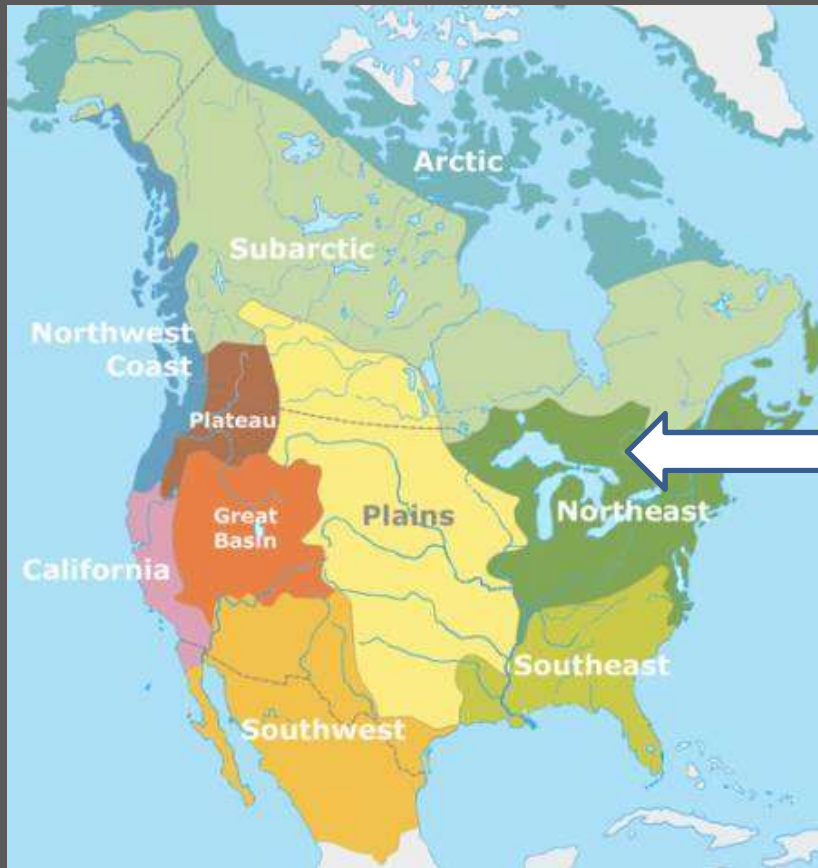 Arctic
Subarctic
Northwest
Coast
Plateau
Great
Basin
Plains
Northeast
California
Southeast
Southwest